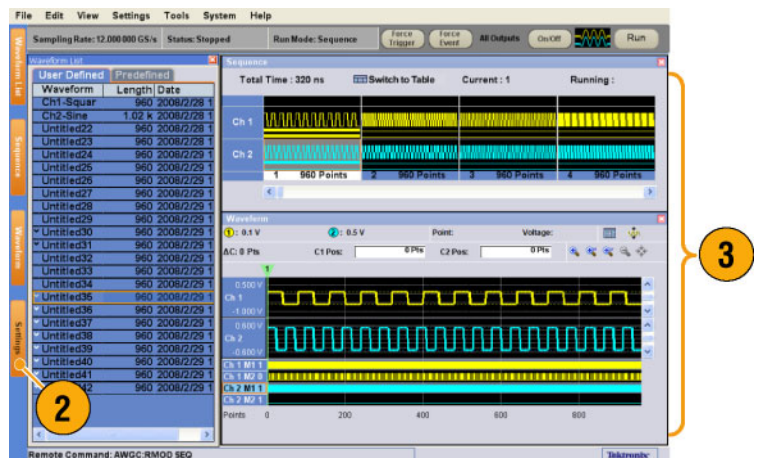 File Edit View Settings Tools System Help
Sampling Rate: 12.000 000 GS/s Status: Stopped Run Mode: Sequence Force Trigger Force Event All Outputs On/Off Run
Waveform List
Sequence
Waveform
Settings
Waveform List
User Defined Predefined
Waveform Length Date
Ch1-Squar 960 2008/2/28 1
Ch2-Sine 1.02 k 2008/2/28 1
Untitled22 960 2008/2/29 1
Untitled23 960 2008/2/29 1
Untitled24 960 2008/2/29 1
Untitled25 960 2008/2/29 1
Untitled26 960 2008/2/29 1
Untitled27 960 2008/2/29 1
Untitled28 960 2008/2/29 1
Untitled29 960 2008/2/29 1
Untitled30 960 2008/2/29 1
Untitled31 960 2008/2/29 1
Untitled32 960 2008/2/29 1
Untitled33 960 2008/2/29 1
Untitled34 960 2008/2/29 1
Untitled35 960 2008/2/29 1
Untitled36 960 2008/2/29 1
Untitled37 960 2008/2/29 1
Untitled38 960 2008/2/29 1
Untitled39 960 2008/2/29 1
Untitled40 960 2008/2/29 1
Untitled41 960 2008/2/29 1
42 960 2008/2/29 1
2
Sequence
Total Time : 320 ns Switch to Table Current : 1 Running :
Ch 1
Ch 2
1 960 Points 2 960 Points 3 960 Points 4 960 Points
Waveform
1 : 0.1 V 2 : 0.5 V Point: Voltage:
ΔC: 0 Pts C1 Pos: 0 Pts C2 Pos: 0 Pts
1
0.500 V
Ch 1
-1.000 V
0.600 V
Ch 2
-0.600 V
Ch 1 M1 1
Ch 1 M2 0
Ch 2 M1 1
Ch 2 M2 1
Points 0 200 400 600 800
3
Remote Command: AWGC:RMOD SEQ Tektronix